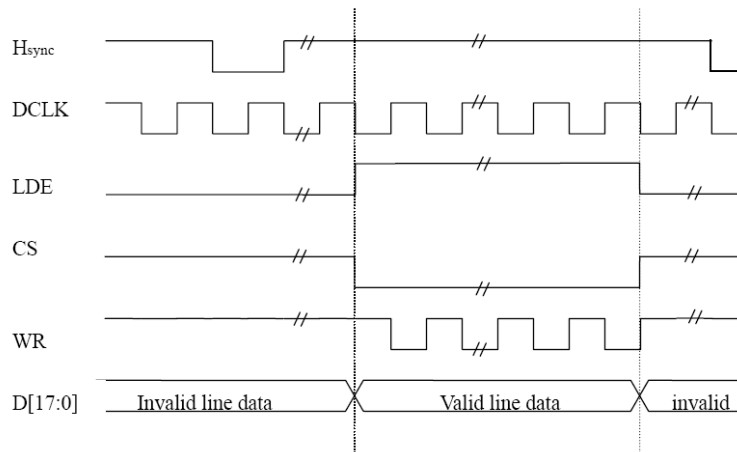 Hsync
DCLK
LDE
CS
WR
D[17:0] Invalid line data Valid line data invalid